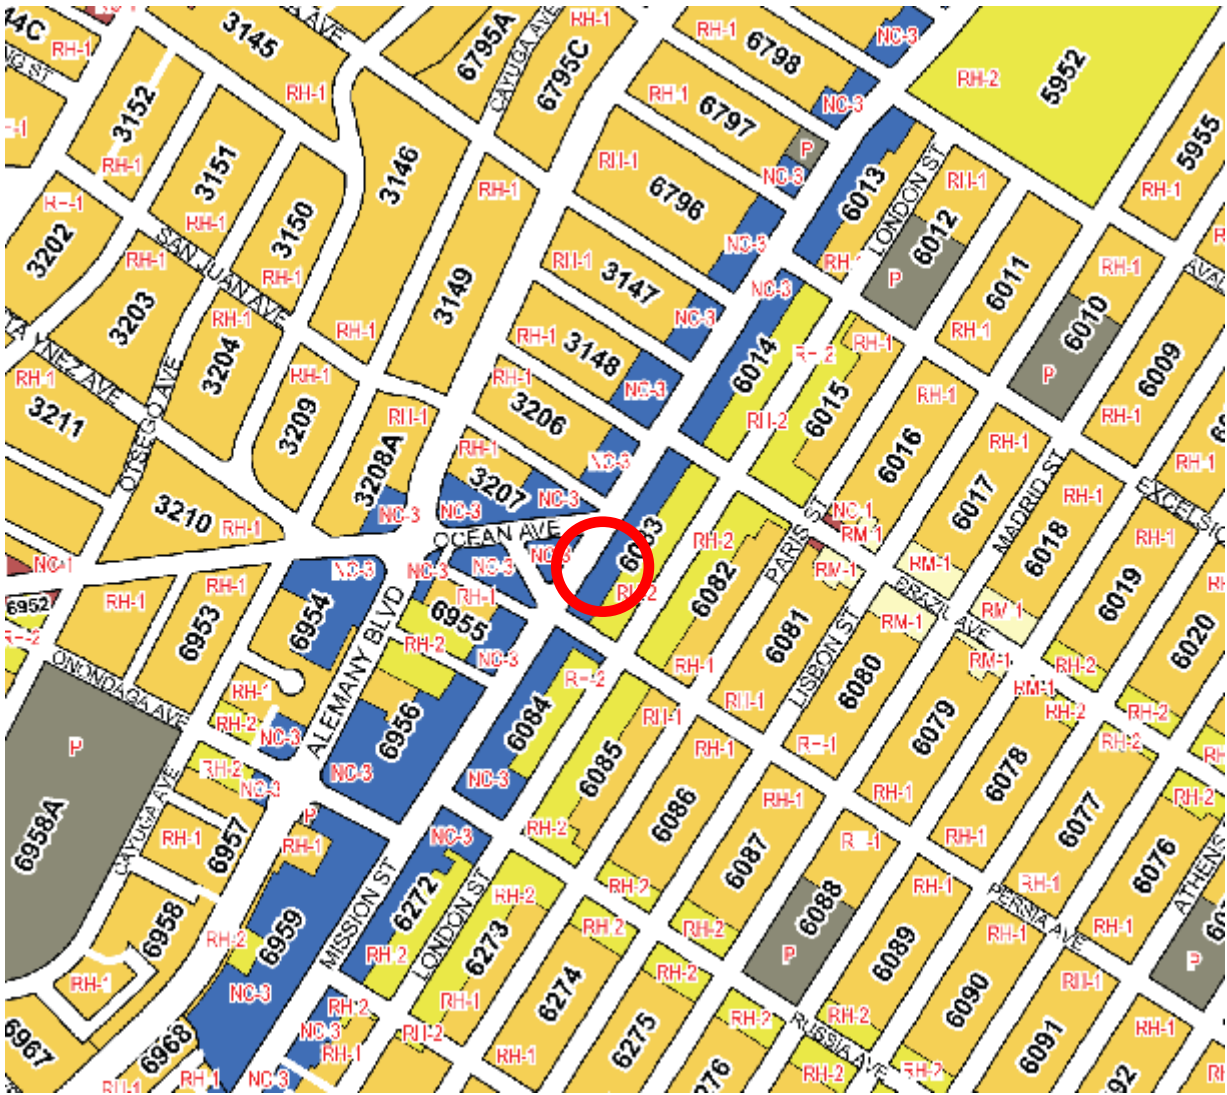 44C
RH-1
3145
RH-1
6795A
CAYUGA AVE
RH-1
6795C
6798
RH-1
NC-3
RH-2
5952
3152
RH-1
3151
RH-1
3150
RH-1
3146
RH-1
6797
NC-3
P
NC-3
6796
6013
LONDON ST
6012
P
5955
RH-1
3202
RH-1
SAN JUAN AVE
3203
RH-1
3204
RH-1
3149
RH-1
3147
NC-3
NC-3
6011
RH-1
6010
RH-1
P
6009
RH-1
3211
RH-1
OTSEGO AVE
3209
RH-1
3208A
3148
RH-1
NC-3
3206
RH-1
NC-3
6014
RH-2
6015
RH-1
6016
RH-1
3210
RH-1
3207
RH-1
NC-3
NC-3
NC-3
OCEAN AVE
6083
RH-2
6082
RH-1
PARIS ST
NC-1
RM-1
RM-1
6017
RH-1
MADRID ST
6018
RH-1
EXCELSIO
RH-1
NC-1
6952
6953
RH-1
RH-1
6954
NC-3
ALEMANY BLVD
NC-3
NC-3
6955
RH-1
RH-2
NC-3
6081
RH-1
LISBON ST
6080
RM-1
BRAZIL AVE
RM-1
RM-1
RM-1
6019
RH-1
6020
RH-2
RH-2
ONONDAGA AVE
RH-1
RH-2
NC-3
6956
NC-3
6084
NC-3
RH-2
6085
RH-1
6086
RH-1
6079
RH-1
6078
RH-1
RH-2
P
6958A
CAYUGA AVE
RH-2
NC-3
6957
RH-1
P
RH-1
NC-3
RH-2
6087
RH-1
6077
RH-1
6076
RH-1
RH-2
ATHENS
6958
RH-2
6959
NC-3
MISSION ST
6272
RH-2
LONDON ST
6273
RH-2
RH-1
RH-2
RH-2
RH-2
6088
P
6089
RH-1
PERSIA AVE
RH-1
P
RH-1
6967
6968
RH-1
RH-1
NC-3
NC-3
RH-2
RH-1
RH-2
6274
RH-1
RH-2
6275
RH-1
RH-2
RUSSIA AVE
RH-2
RH-2
6090
6091
RH-1
RH-1